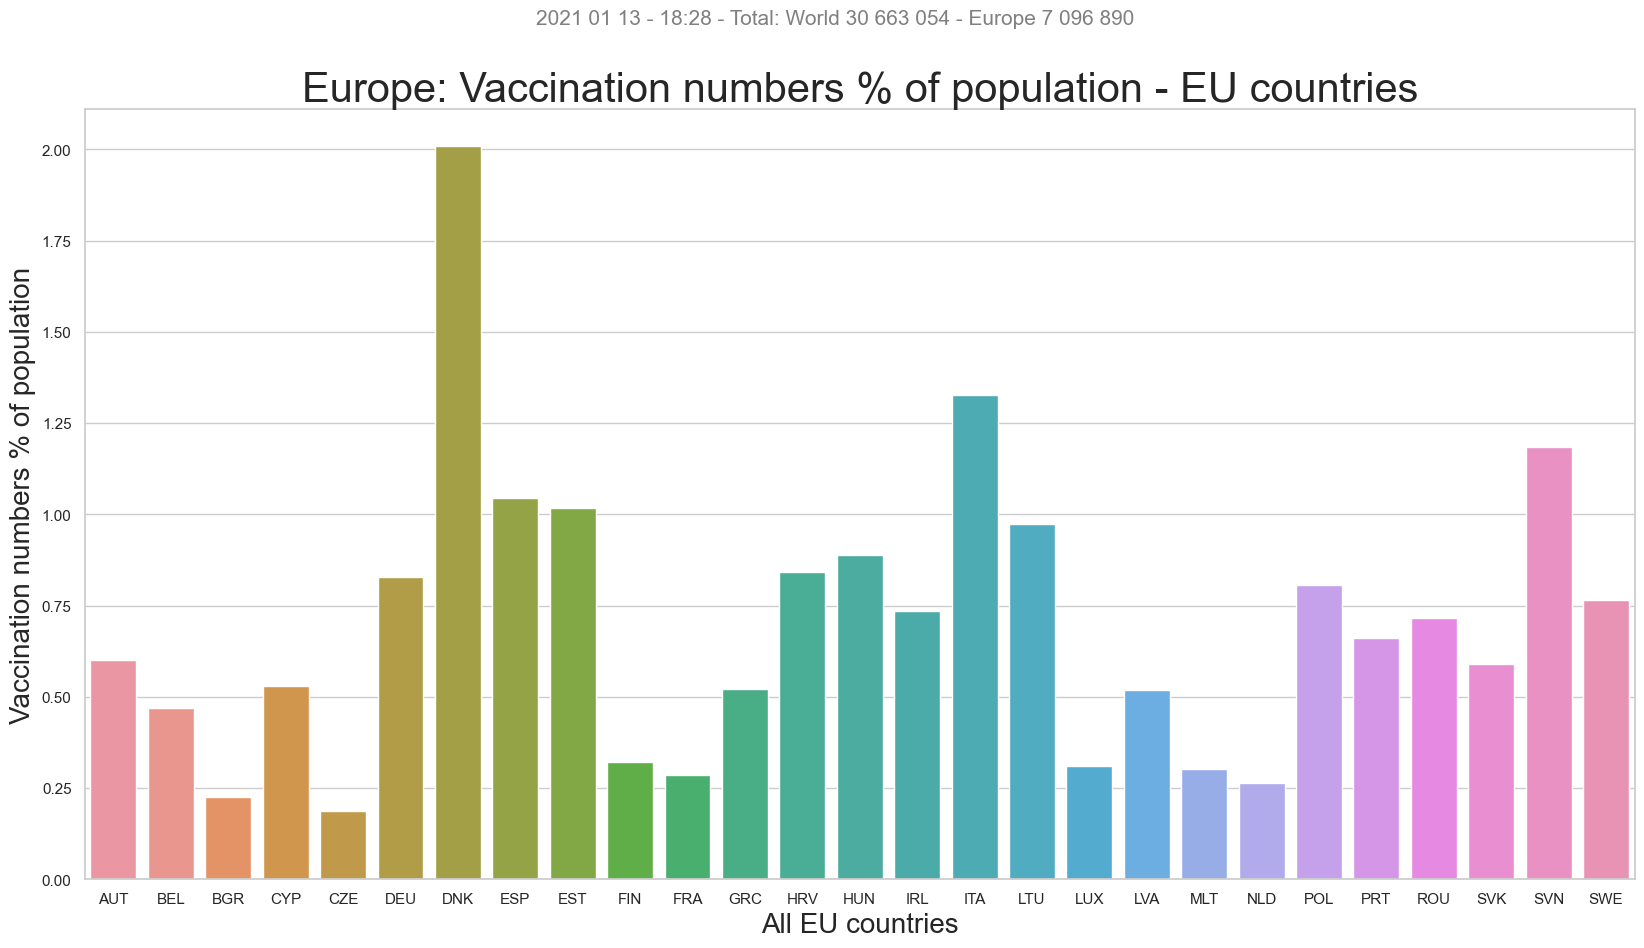 2021 01 13 - 18:28 - Total: World 30 663 054 - Europe 7 096 890
Europe: Vaccination numbers % of population - EU countries
Vaccination numbers % of population
2.00
1.75
1.50
1.25
1.00
0.75
0.50
0.25
0.00
AUT BEL BGR CYP CZE DEU DNK ESP EST FIN FRA GRC HRV HUN IRL ITA LTU LUX LVA MLT NLD POL PRT ROU SVK SVN SWE
All EU countries